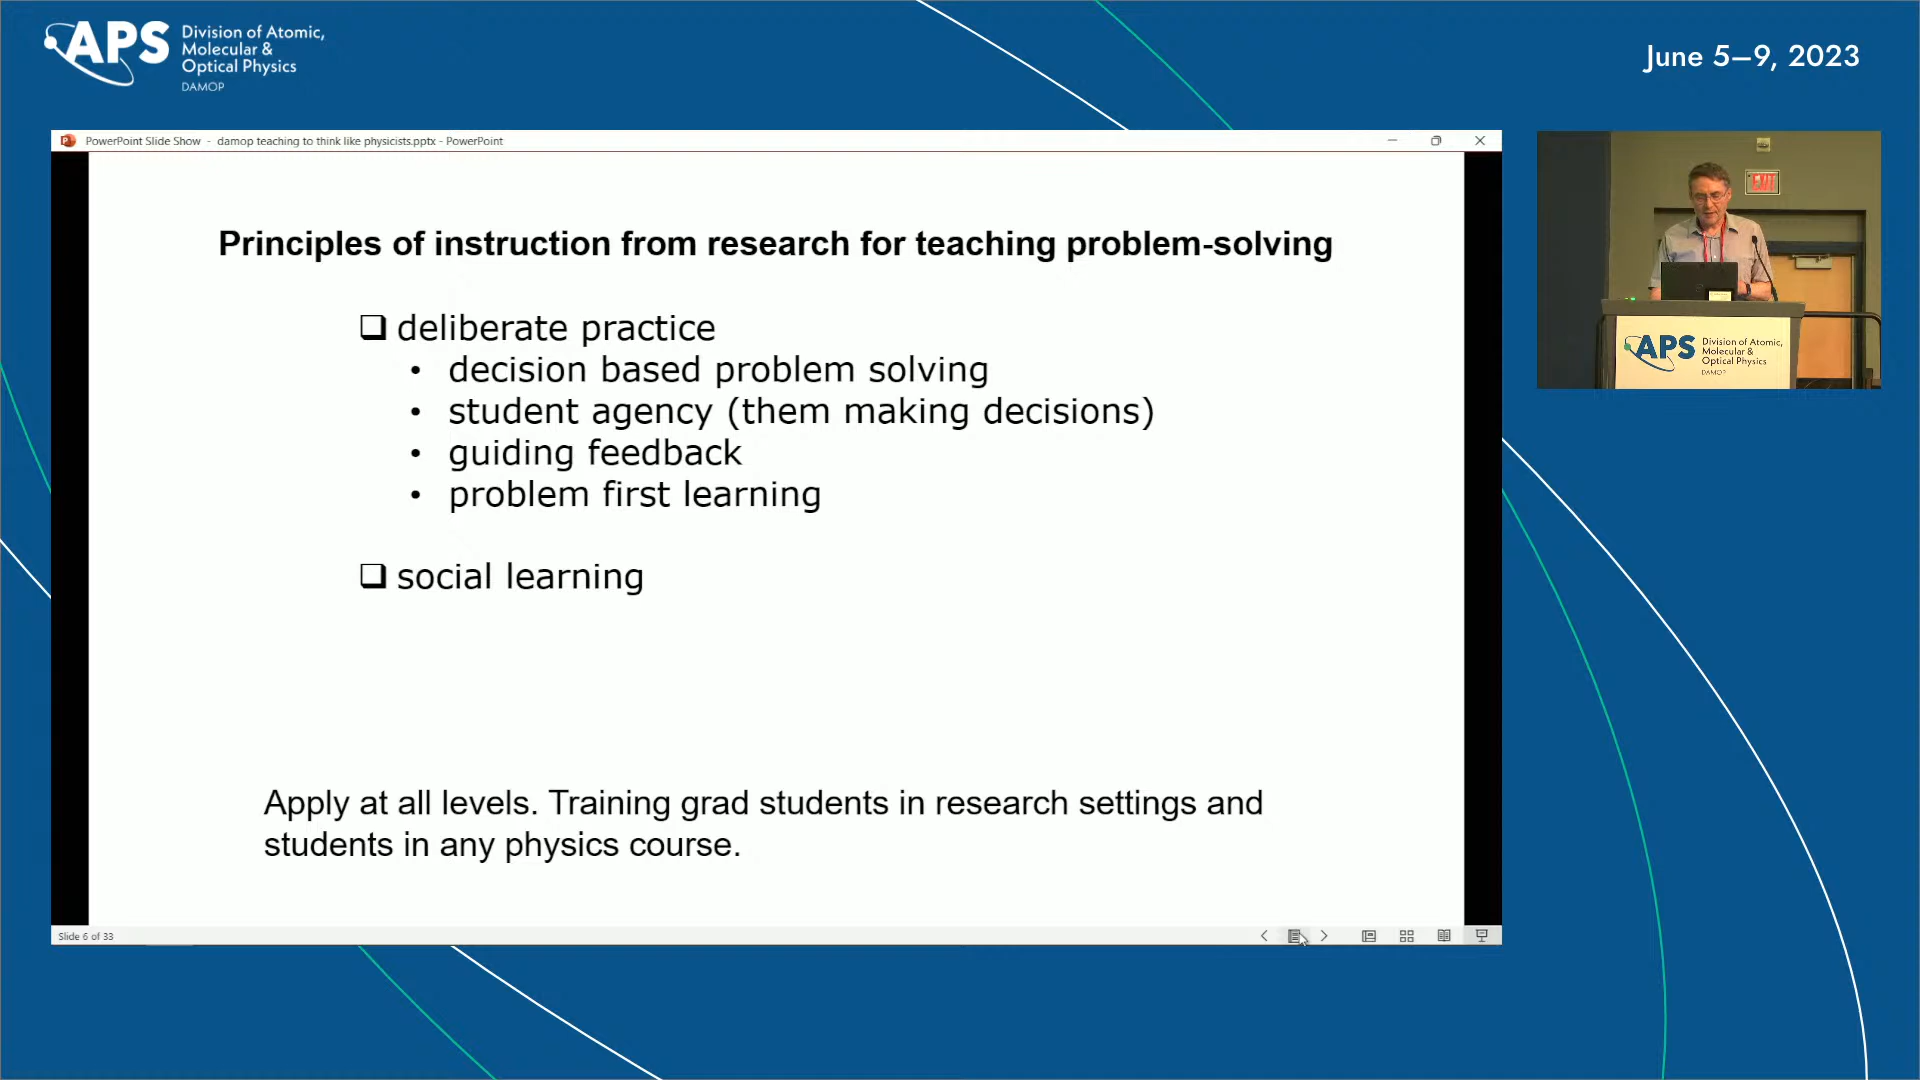 APS
Division of Atomic,
Molecular &
Optical Physics
DAMOP
June 5–9, 2023
PowerPoint Slide Show - damop teaching to think like physicists.pptx - PowerPoint
Principles of instruction from research for teaching problem-solving
❑ deliberate practice
• decision based problem solving
• student agency (them making decisions)
• guiding feedback
• problem first learning
❑ social learning
Apply at all levels. Training grad students in research settings and
students in any physics course.
Slide 6 of 33
EXIT
APS
Division of Atomic,
Molecular &
Optical Physics
DAMOP